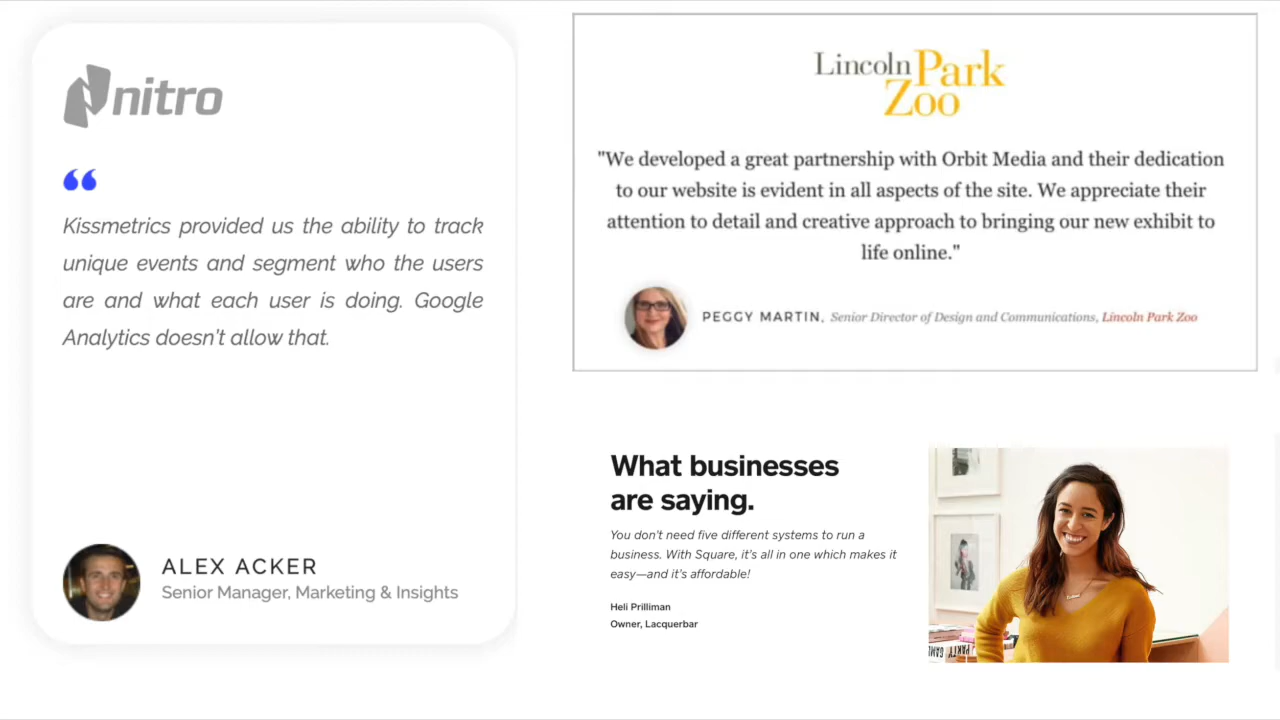 nitro
“
Kissmetrics provided us the ability to track
unique events and segment who the users
are and what each user is doing. Google
Analytics doesn't allow that.
ALEX ACKER
Senior Manager, Marketing & Insights
Lincoln Park
Zoo
"We developed a great partnership with Orbit Media and their dedication
to our website is evident in all aspects of the site. We appreciate their
attention to detail and creative approach to bringing our new exhibit to
life online."
PEGGY MARTIN, Senior Director of Design and Communications, Lincoln Park Zoo
What businesses
are saying.
You don't need five different systems to run a
business. With Square, it's all in one which makes it
easy—and it's affordable!
Heli Prilliman
Owner, Lacquerbar
PARTY
GAME